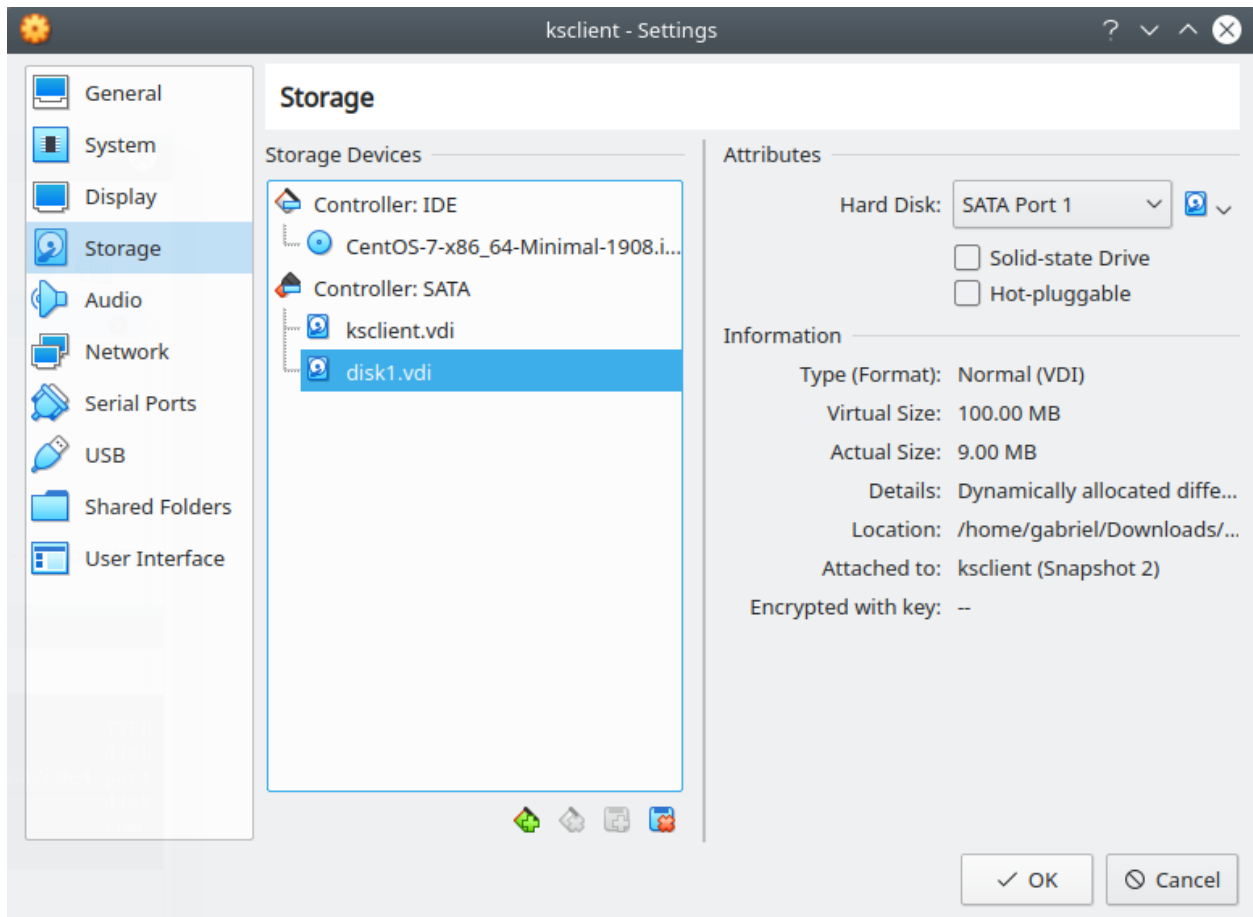 ksclient - Settings
General
System
Display
Storage
Audio
Network
Serial Ports
USB
Shared Folders
User Interface
Storage
Storage Devices
Controller: IDE
CentOS-7-x86_64-Minimal-1908.i...
Controller: SATA
ksclient.vdi
disk1.vdi
Attributes
Hard Disk: SATA Port 1
Solid-state Drive
Hot-pluggable
Information
Type (Format): Normal (VDI)
Virtual Size: 100.00 MB
Actual Size: 9.00 MB
Details: Dynamically allocated diffe...
Location: /home/gabriel/Downloads/...
Attached to: ksclient (Snapshot 2)
Encrypted with key: --
OK
Cancel